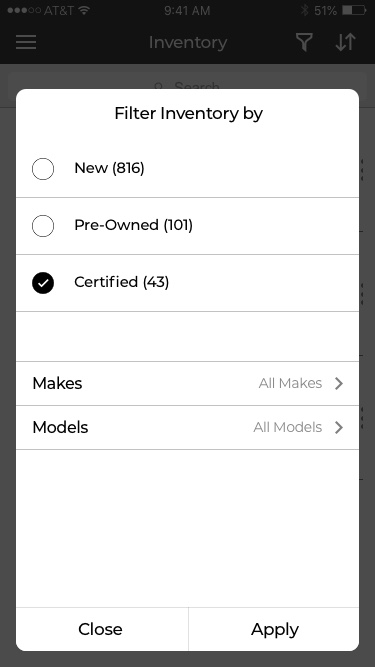 AT&T 9:41 AM 51%
Inventory
Search
Filter Inventory by
New (816)
Pre-Owned (101)
Certified (43)
Makes All Makes
Models All Models
Close Apply